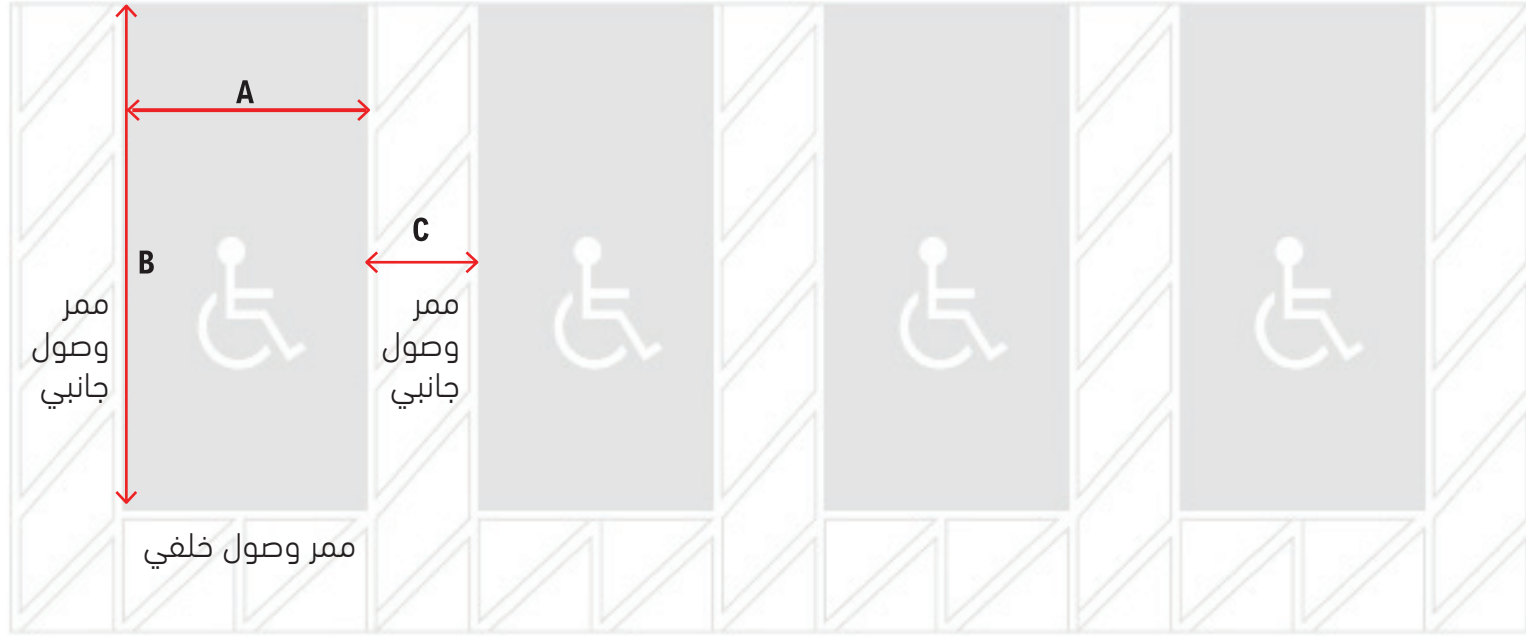 A
C
B
ممر
وصول
جانبي
ممر
وصول
جانبي
ممر وصول خلفي